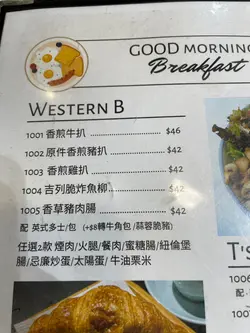 GOOD MORNING
Breakfast
WESTERN B
1001 香煎牛扒 ........ $46
1002 原件香煎豬扒 ........ $42
1003 香煎雞扒 ........ $42
1004 吉列脆炸魚柳 ........ $42
1005 香草豬肉腸 ........ $42
配 英式多士/包 (+$8轉牛角包/蒜蓉脆豬)
任選2款 煙肉/火腿/餐肉/蜜糖腸/紐倫堡
腸/忌廉炒蛋/太陽蛋/ 牛油粟米
T's
1006
配
100
配